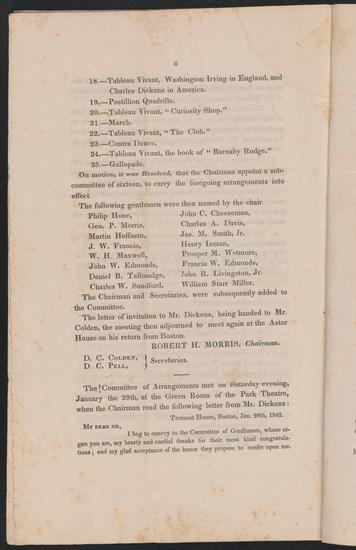 6
18.—Tableau Vivant, Washington Irving in England, and
Charles Dickens in America.
19.—Postillion Quadrille.
20.—Tableau Vivant, "Curiosity Shop."
21.—March.
22.—Tableau Vivant, "The Club."
23.—Contra Dance.
24.—Tableau Vivant, the book of "Barnaby Rudge."
25.—Gallopade.
On motion, it was Resolved, that the Chairman appoint a sub-
committee of sixteen, to carry the foregoing arrangements into
effect.
The following gentlemen were then named by the chair.
Philip Hone, John C. Cheeseman,
Geo. P. Morris, Charles A. Davis,
Martin Hoffman, Jas. M. Smith, Jr.
J. W. Francis, Henry Inman,
W. H. Maxwell, Prosper M. Wetmore,
John W. Edmonds, Francis W. Edmonds,
Daniel B. Tallmadge, John R. Livingston, Jr.
Charles W. Sandford, William Starr Miller.
The Chairman and Secretaries, were subsequently added to
the Committee.
The letter of invitation to Mr. Dickens, being handed to Mr.
Colden, the meeting then adjourned to meet again at the Astor
House on his return from Boston.
ROBERT H. MORRIS, Chairman.
D. C. Colden, } Secretaries.
D. C. Pell,
The Committee of Arrangements met on Saturday evening,
January the 29th, at the Green Room of the Park Theatre,
when the Chairman read the following letter from Mr. Dickens:
Tremont House, Boston, Jan. 28th, 1842.
My dear sir,
I beg to convey to the Committee of Gentlemen, whose or-
gan you are, my hearty and cordial thanks for their most kind congratula-
tions; and my glad acceptance of the honor they propose to confer upon me.